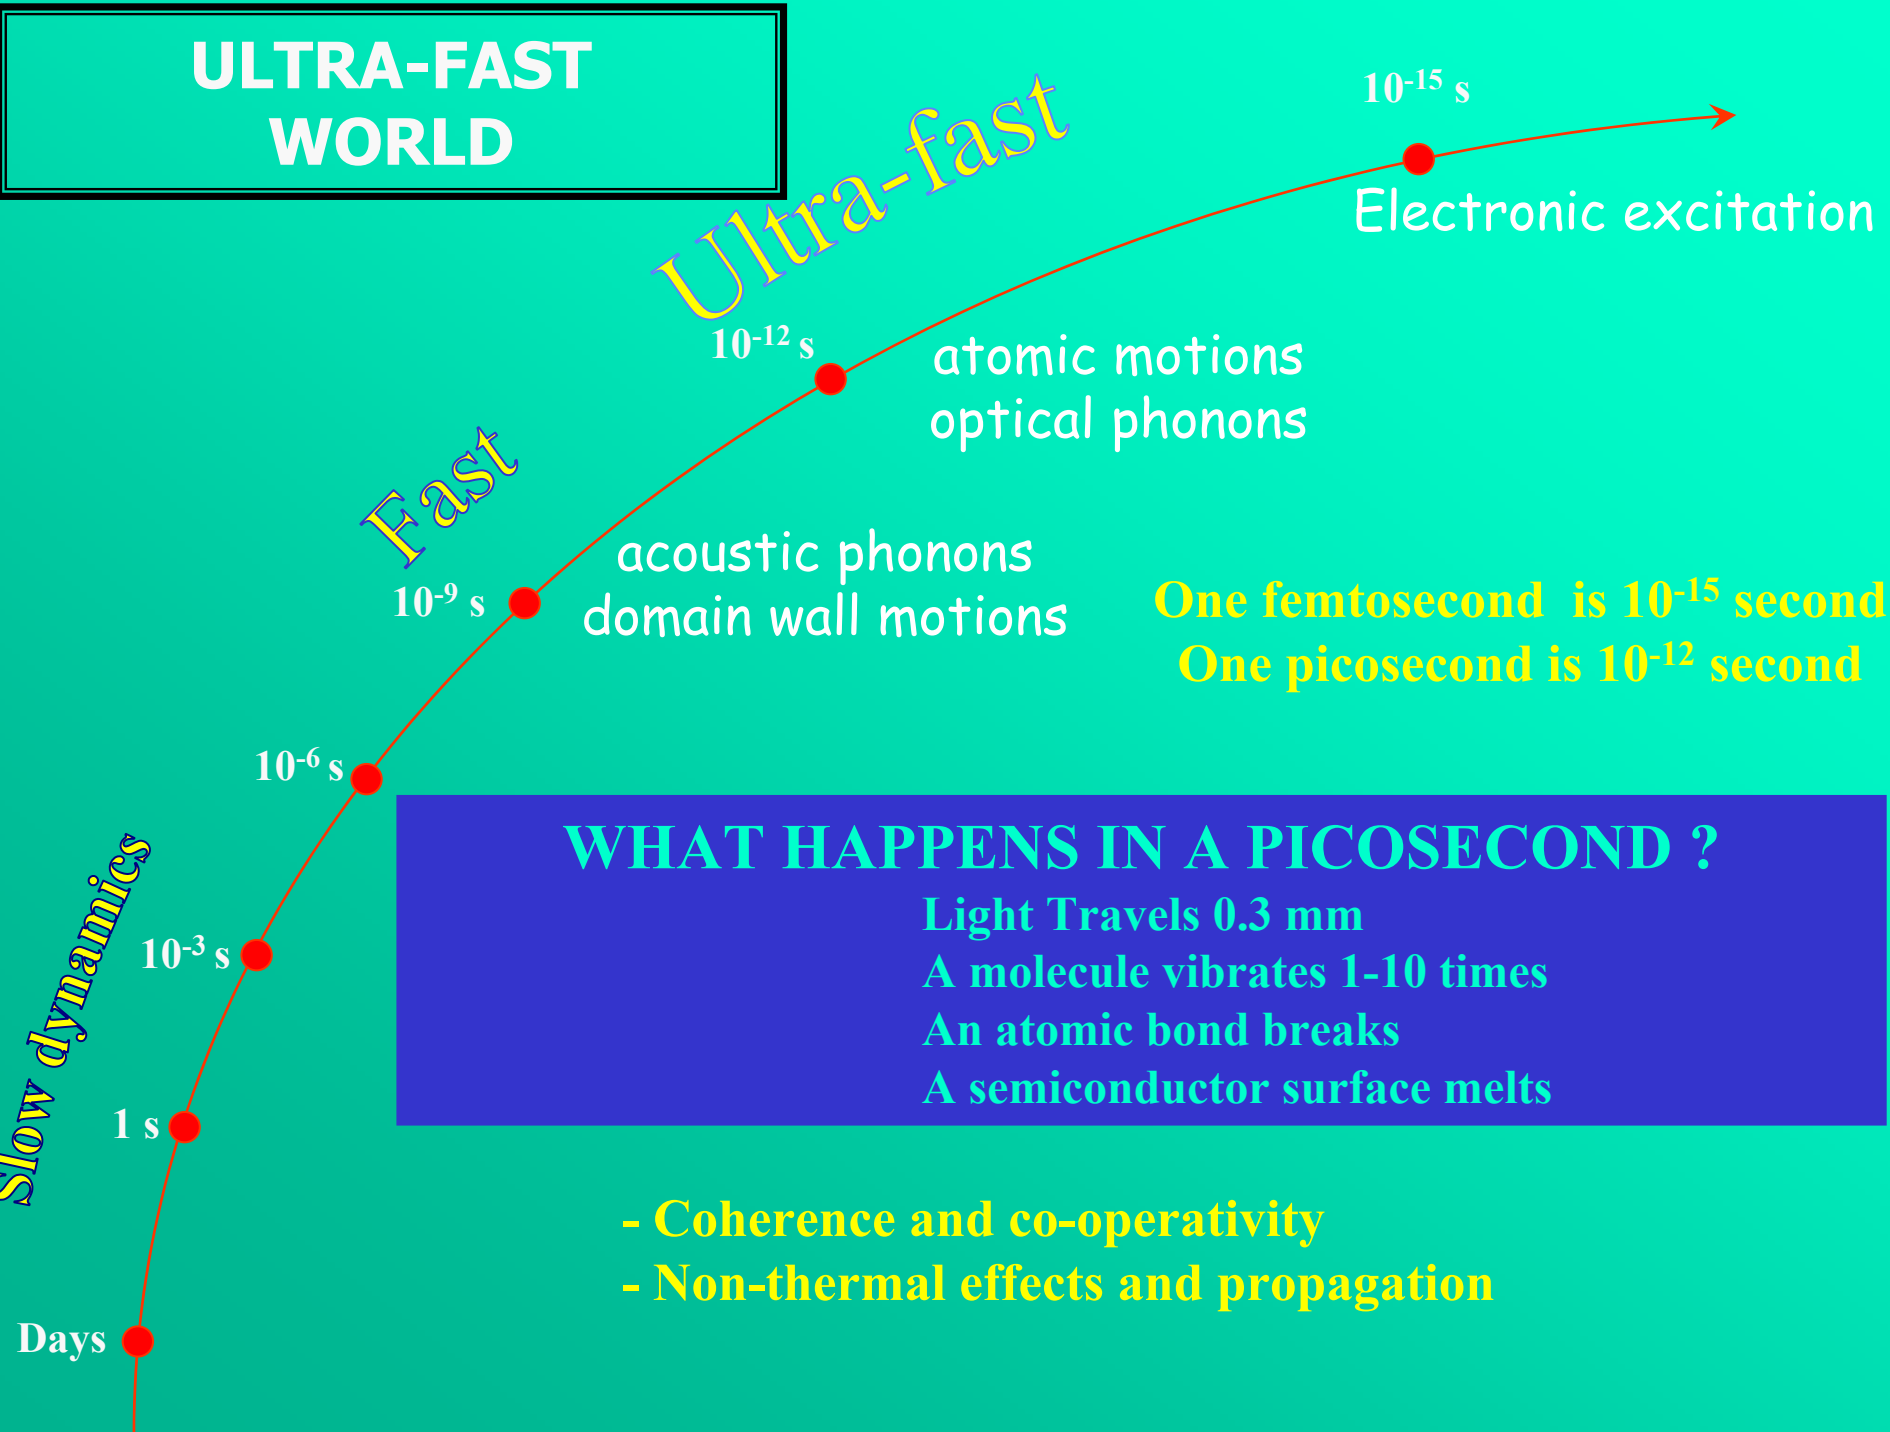 ULTRA-FAST
WORLD
Ultra-fast
10⁻¹⁵ s
Electronic excitation
10⁻¹² s
atomic motions
optical phonons
Fast
10⁻⁹ s
acoustic phonons
domain wall motions
One femtosecond is 10⁻¹⁵ second
One picosecond is 10⁻¹² second
10⁻⁶ s
WHAT HAPPENS IN A PICOSECOND ?
Light Travels 0.3 mm
A molecule vibrates 1-10 times
An atomic bond breaks
A semiconductor surface melts
Slow dynamics
10⁻³ s
1 s
- Coherence and co-operativity
- Non-thermal effects and propagation
Days